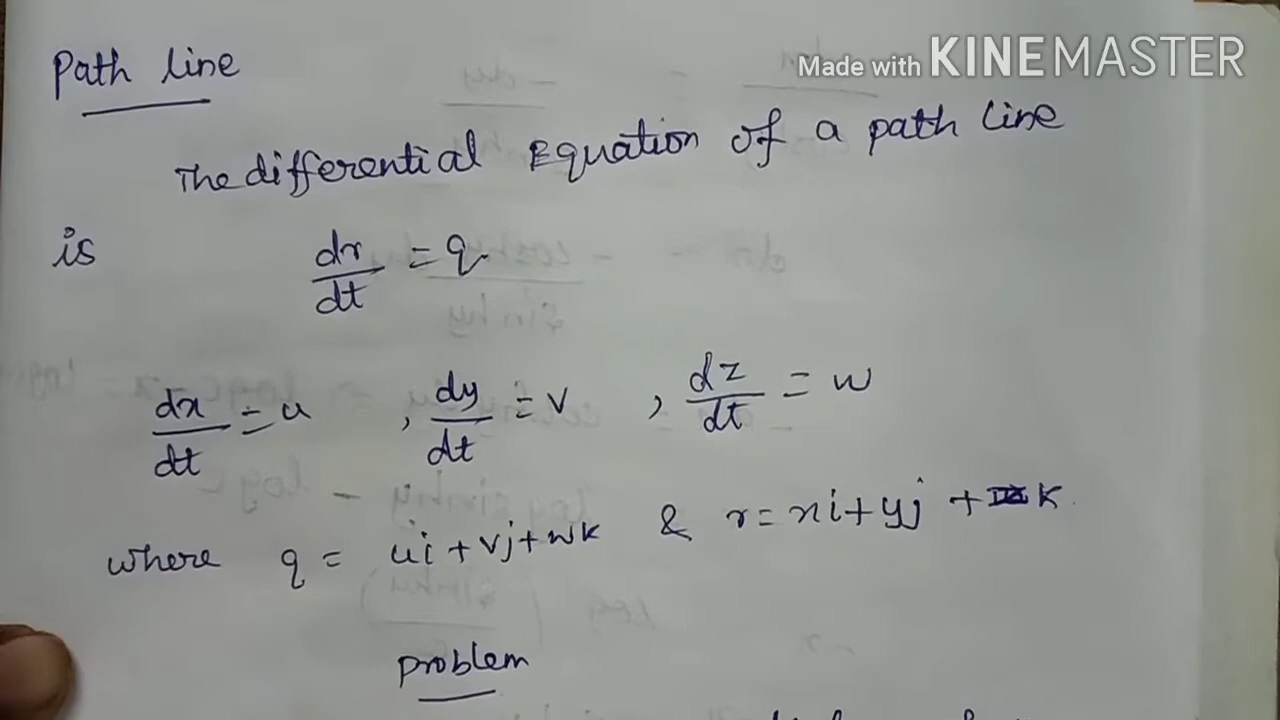 Made with KINEMASTER
Path line
The differential Equation of a path line
is dr/dt = q
dx/dt = u , dy/dt = v , dz/dt = w
where q = ui + vj + wk & r = xi + yj + k
Problem